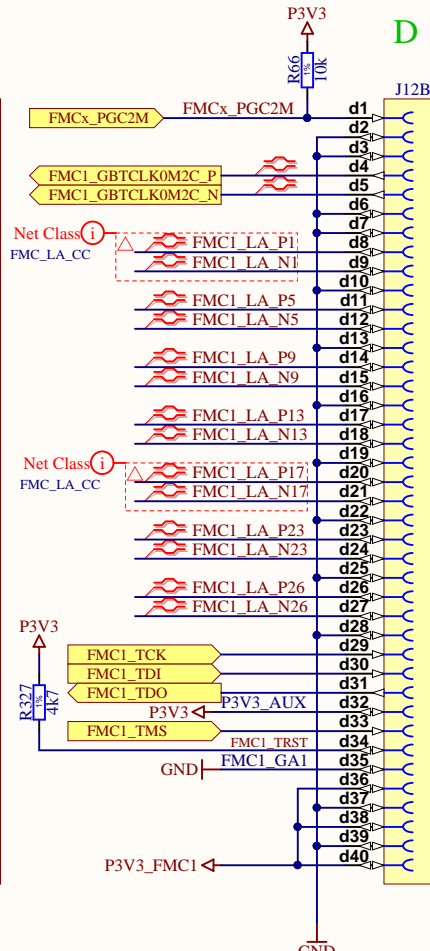 P3V3
D
R66
1%
10k
J12B
FMCx_PGC2M
FMCx_PGC2M
d1
d2
d3
FMC1_GBTCLK0M2C_P
d4
FMC1_GBTCLK0M2C_N
d5
d6
Net Class
i
d7
FMC_LA_CC
FMC1_LA_P1
d8
FMC1_LA_N1
d9
d10
FMC1_LA_P5
d11
FMC1_LA_N5
d12
d13
FMC1_LA_P9
d14
FMC1_LA_N9
d15
d16
FMC1_LA_P13
d17
FMC1_LA_N13
d18
Net Class
i
d19
FMC_LA_CC
FMC1_LA_P17
d20
FMC1_LA_N17
d21
d22
FMC1_LA_P23
d23
FMC1_LA_N23
d24
d25
FMC1_LA_P26
d26
FMC1_LA_N26
d27
P3V3
d28
FMC1_TCK
d29
FMC1_TDI
d30
R327
1%
4k7
FMC1_TDO
d31
P3V3
P3V3_AUX
d32
FMC1_TMS
d33
FMC1_TRST
d34
GND
FMC1_GA1
d35
d36
d37
d38
d39
P3V3_FMC1
d40
GND